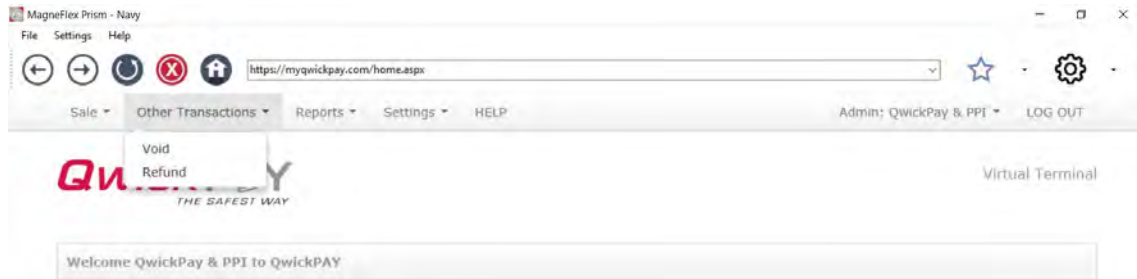 MagneFlex Prism - Navy
File Settings Help
https://myqwickpay.com/home.aspx
Sale Other Transactions Reports Settings HELP Admin: QwickPay & PPI LOG OUT
Void
Refund
Virtual Terminal
THE SAFEST WAY
Welcome QwickPay & PPI to QwickPAY